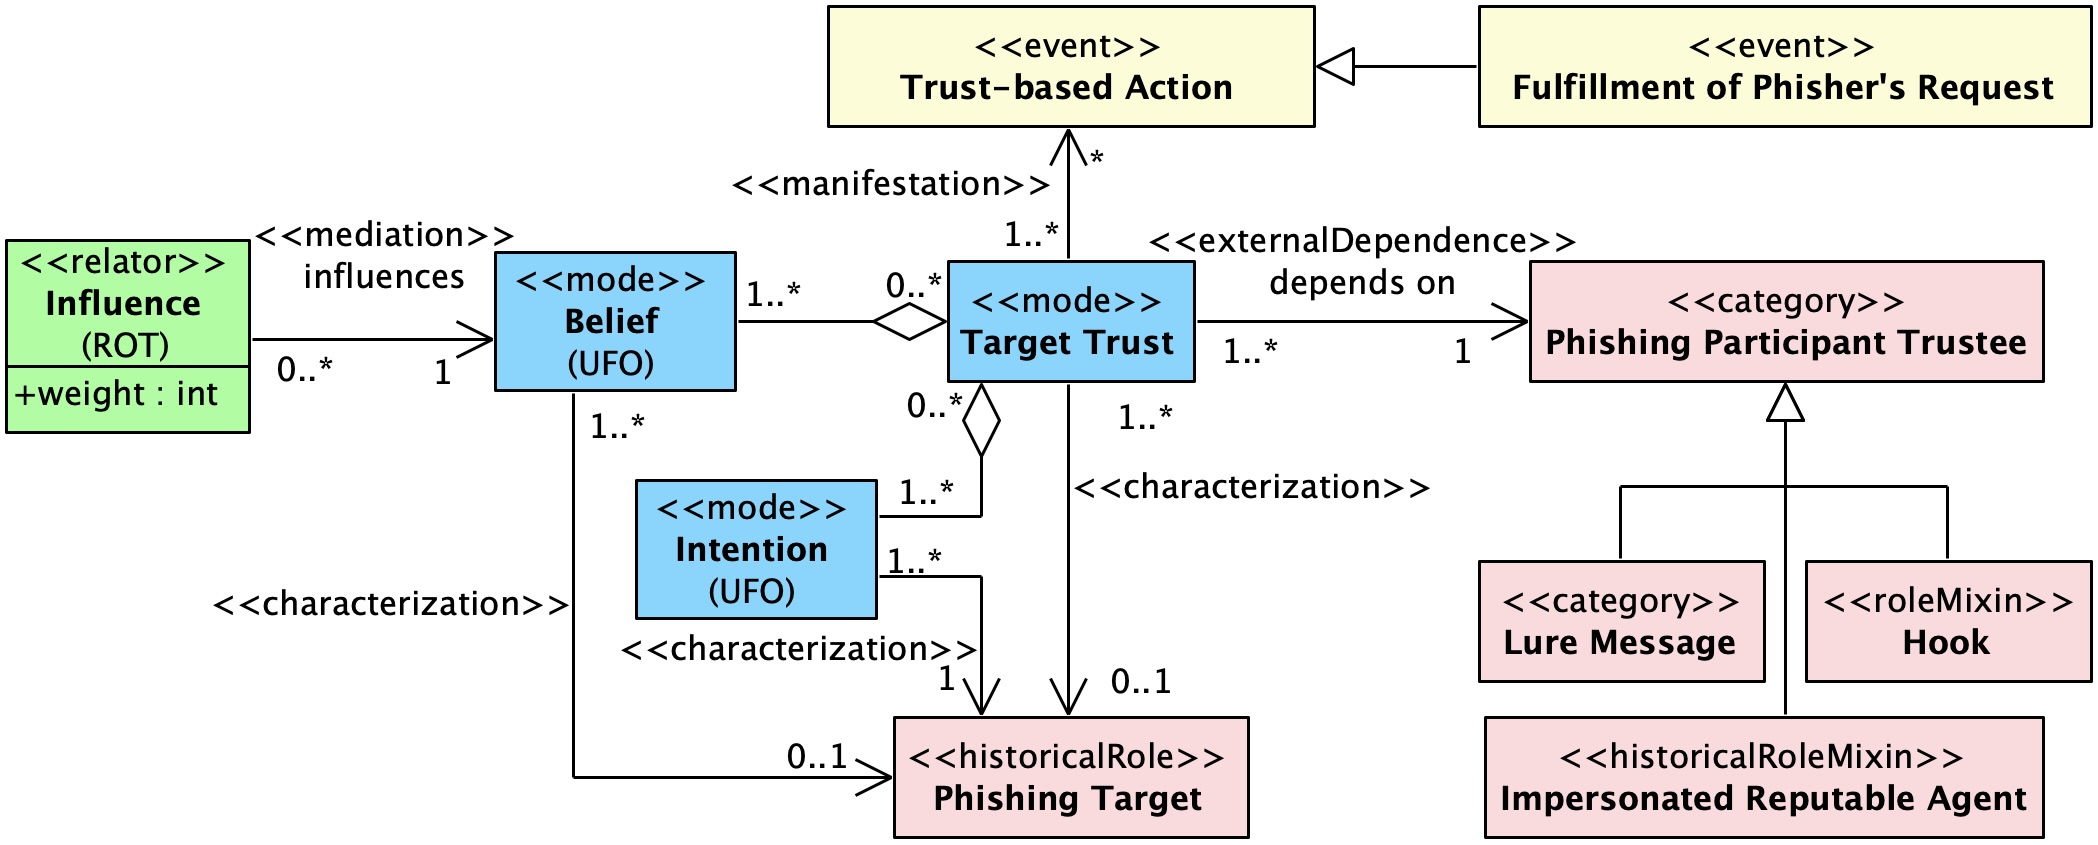 <<event>>
Trust-based Action
<<event>>
Fulfillment of Phisher's Request
<<manifestation>>
*
1..*
<<relator>>
Influence
(ROT)
+weight : int
<<mediation>>
influences
0..*
1
<<mode>>
Belief
(UFO)
1..*
0..*
<<mode>>
Target Trust
<<externalDependence>>
depends on
1..*
1
<<category>>
Phishing Participant Trustee
1..*
0..*
1..*
<<mode>>
Intention
(UFO)
1..*
1..*
<<characterization>>
<<characterization>>
<<characterization>>
1
0..1
0..1
<<category>>
Lure Message
<<roleMixin>>
Hook
<<historicalRole>>
Phishing Target
<<historicalRoleMixin>>
Impersonated Reputable Agent